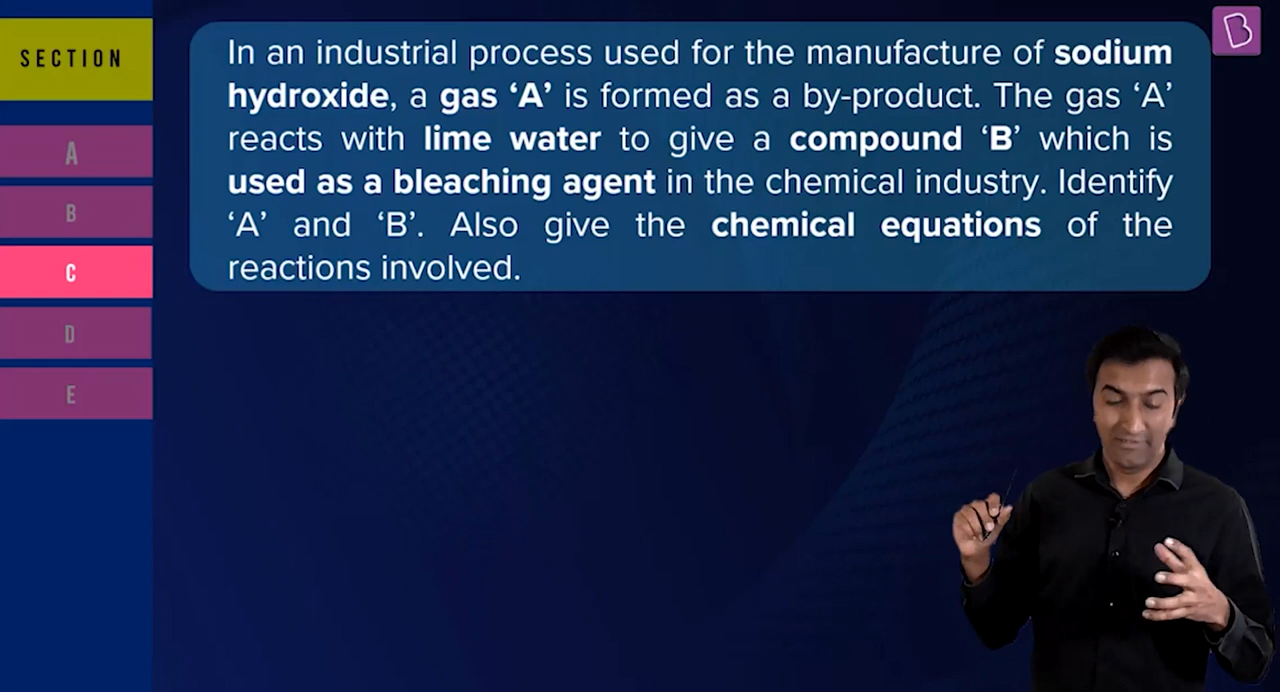 SECTION
A
B
C
D
E
In an industrial process used for the manufacture of sodium
hydroxide, a gas ‘A’ is formed as a by-product. The gas ‘A’
reacts with lime water to give a compound ‘B’ which is
used as a bleaching agent in the chemical industry. Identify
‘A’ and ‘B’. Also give the chemical equations of the
reactions involved.
B